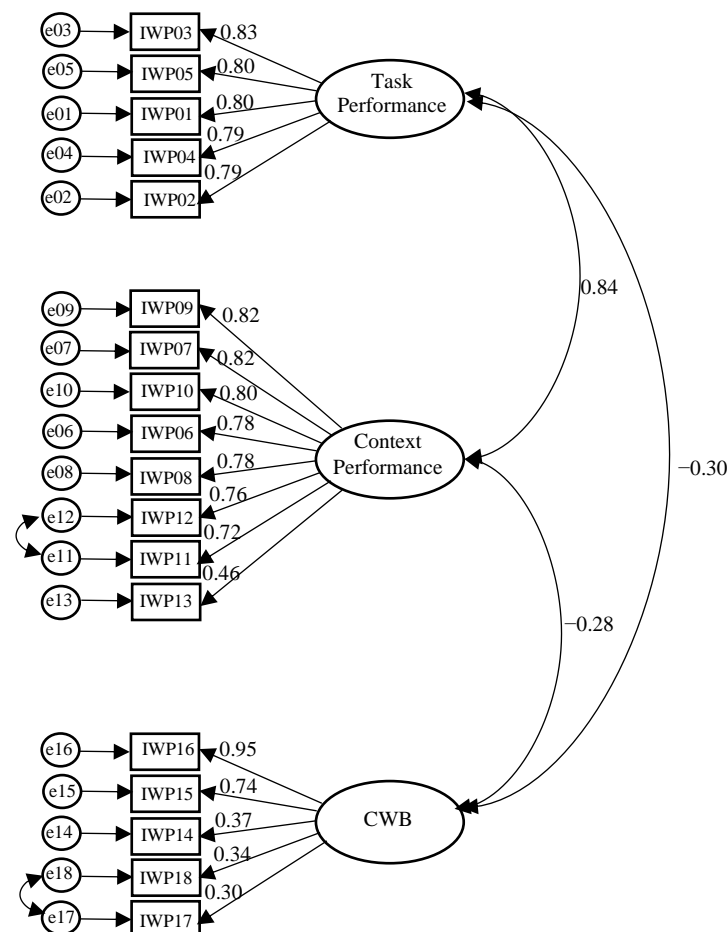 e03 IWP03 0.83
e05 IWP05 0.80
e01 IWP01 0.80
e04 IWP04 0.79
e02 IWP02 0.79
Task
Performance
0.84
−0.30
e09 IWP09 0.82
e07 IWP07 0.82
e10 IWP10 0.80
e06 IWP06 0.78
e08 IWP08 0.78
e12 IWP12 0.76
e11 IWP11 0.72
e13 IWP13 0.46
Context
Performance
−0.28
e16 IWP16 0.95
e15 IWP15 0.74
e14 IWP14 0.37
e18 IWP18 0.34
e17 IWP17 0.30
CWB